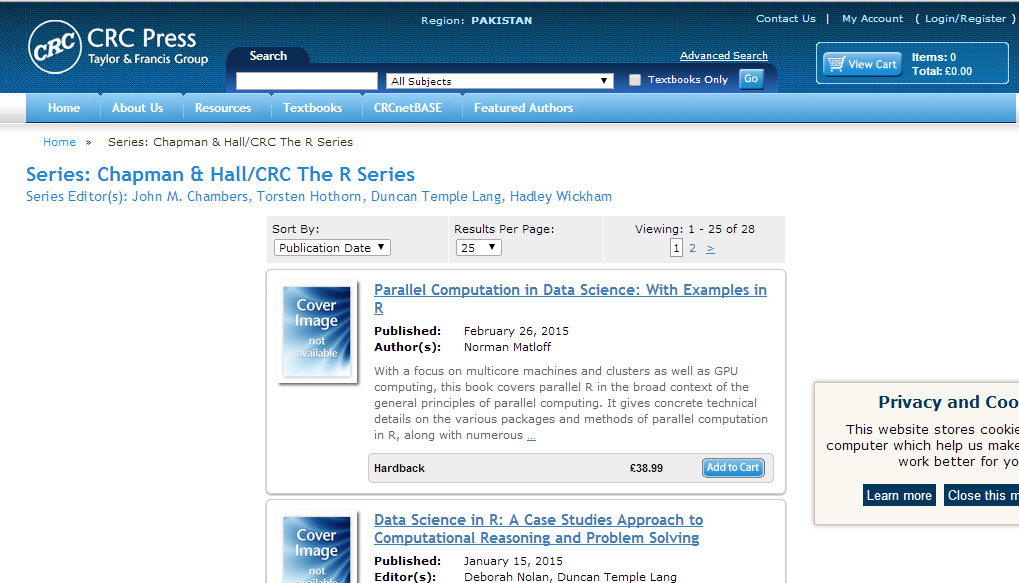 Region: PAKISTAN
Contact Us | My Account ( Login/Register )
CRC
CRC Press
Taylor & Francis Group
Search
Advanced Search
All Subjects
Textbooks Only
Go
View Cart
Items: 0
Total: £0.00
Home About Us Resources Textbooks CRCnetBASE Featured Authors
Home » Series: Chapman & Hall/CRC The R Series
Series: Chapman & Hall/CRC The R Series
Series Editor(s): John M. Chambers, Torsten Hothorn, Duncan Temple Lang, Hadley Wickham
Sort By:
Publication Date
Results Per Page:
25
Viewing: 1 - 25 of 28
1 2 >
Cover
Image
not
available
Parallel Computation in Data Science: With Examples in
R
Published: February 26, 2015
Author(s): Norman Matloff
With a focus on multicore machines and clusters as well as GPU
computing, this book covers parallel R in the broad context of the
general principles of parallel computing. It gives concrete technical
details on the various packages and methods of parallel computation
in R, along with numerous ...
Hardback £38.99 Add to Cart
Privacy and Coo
This website stores cookie
computer which help us make
work better for yo
Learn more Close this m
Cover
Image
not
available
Data Science in R: A Case Studies Approach to
Computational Reasoning and Problem Solving
Published: January 15, 2015
Editor(s): Deborah Nolan, Duncan Temple Lang